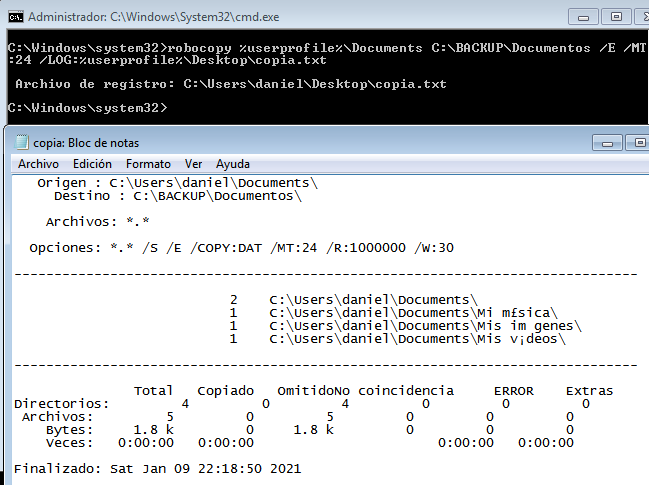 Administrador: C:\Windows\System32\cmd.exe
C:\Windows\system32>robocopy %userprofile%\Documents C:\BACKUP\Documentos /E /MT
:24 /LOG:%userprofile%\Desktop\copia.txt
Archivo de registro: C:\Users\daniel\Desktop\copia.txt
C:\Windows\system32>
copia: Bloc de notas
Archivo Edición Formato Ver Ayuda
Origen : C:\Users\daniel\Documents\
Destino : C:\BACKUP\Documentos\
Archivos: *.*
Opciones: *.* /S /E /COPY:DAT /MT:24 /R:1000000 /W:30
------------------------------------------------------------------------------
2 C:\Users\daniel\Documents\
1 C:\Users\daniel\Documents\Mi m£sica\
1 C:\Users\daniel\Documents\Mis im genes\
1 C:\Users\daniel\Documents\Mis v¡deos\
------------------------------------------------------------------------------
Total Copiado OmitidoNo coincidencia ERROR Extras
Directorios: 4 0 4 0 0 0
Archivos: 5 0 5 0 0 0
Bytes: 1.8 k 0 1.8 k 0 0 0
Veces: 0:00:00 0:00:00 0:00:00 0:00:00
Finalizado: Sat Jan 09 22:18:50 2021